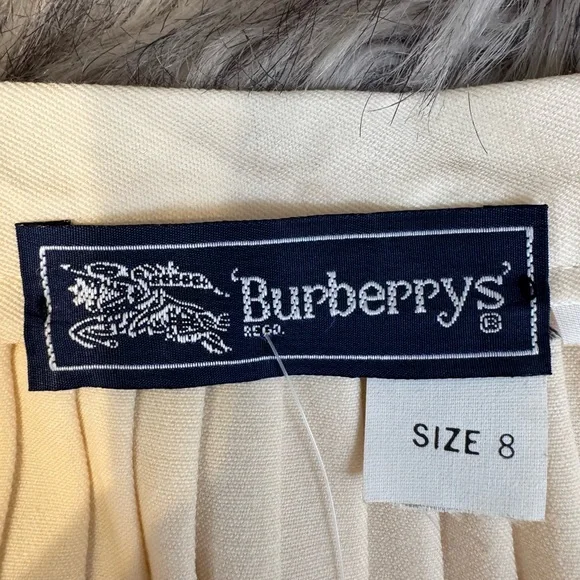 'Burberrys'
REGD.
®
SIZE 8